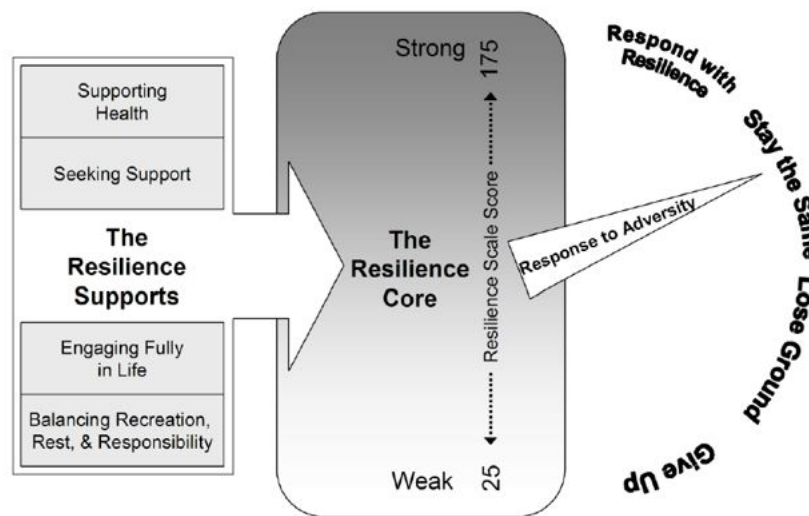 Supporting
Health
Seeking Support
The
Resilience
Supports
Engaging Fully
in Life
Balancing Recreation,
Rest, & Responsibility
Strong
175
The
Resilience
Core
Resilience Scale Score
Weak
25
Response to Adversity
Respond with
Resilience
Stay the Same
Lose Ground
Give Up